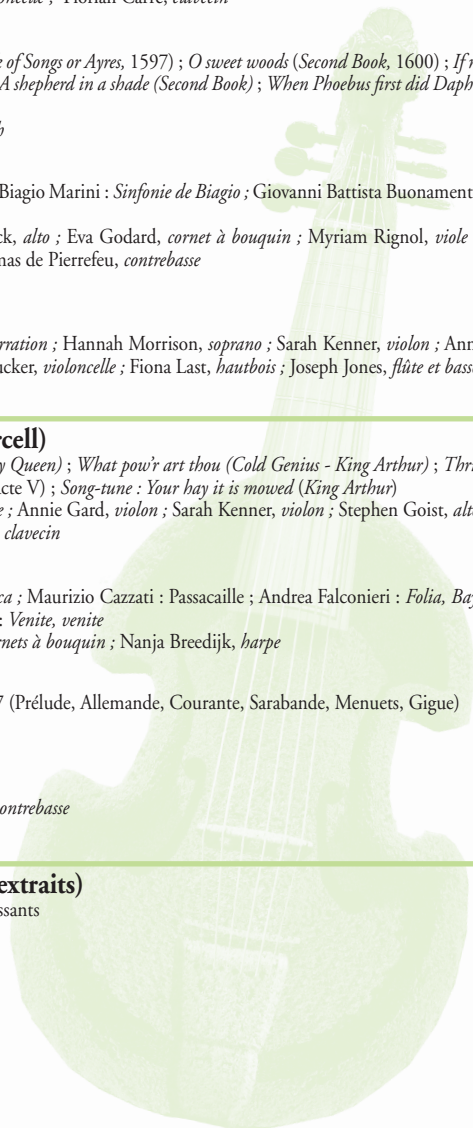 Florian Carré, clavecin
e of Songs or Ayres, 1597) ; O sweet woods (Second Book, 1600) ; If
A shepherd in a shade (Second Book) ; When Phoebus first did Daph
Biagio Marini : Sinfonie de Biagio ; Giovanni Battista Buonament
ck, alto ; Eva Godard, cornet à bouquin ; Myriam Rignol, viole
mas de Pierrefeu, contrebasse
rration ; Hannah Morrison, soprano ; Sarah Kenner, violon ; Ann
ucker, violoncelle ; Fiona Last, hautbois ; Joseph Jones, flûte et bass
rcell)
y Queen) ; What pow'r art thou (Cold Genius - King Arthur) ; Thr
acte V) ; Song-tune : Your hay it is mowed (King Arthur)
e ; Annie Gard, violon ; Sarah Kenner, violon ; Stephen Goist, alt
clavecin
ca ; Maurizio Cazzati : Passacaille ; Andrea Falconieri : Folia, Ba
: Venite, venite
rnets à bouquin ; Nanja Breedijk, harpe
7 (Prélude, Allemande, Courante, Sarabande, Menuets, Gigue)
ontrebasse
extraits)
ssants